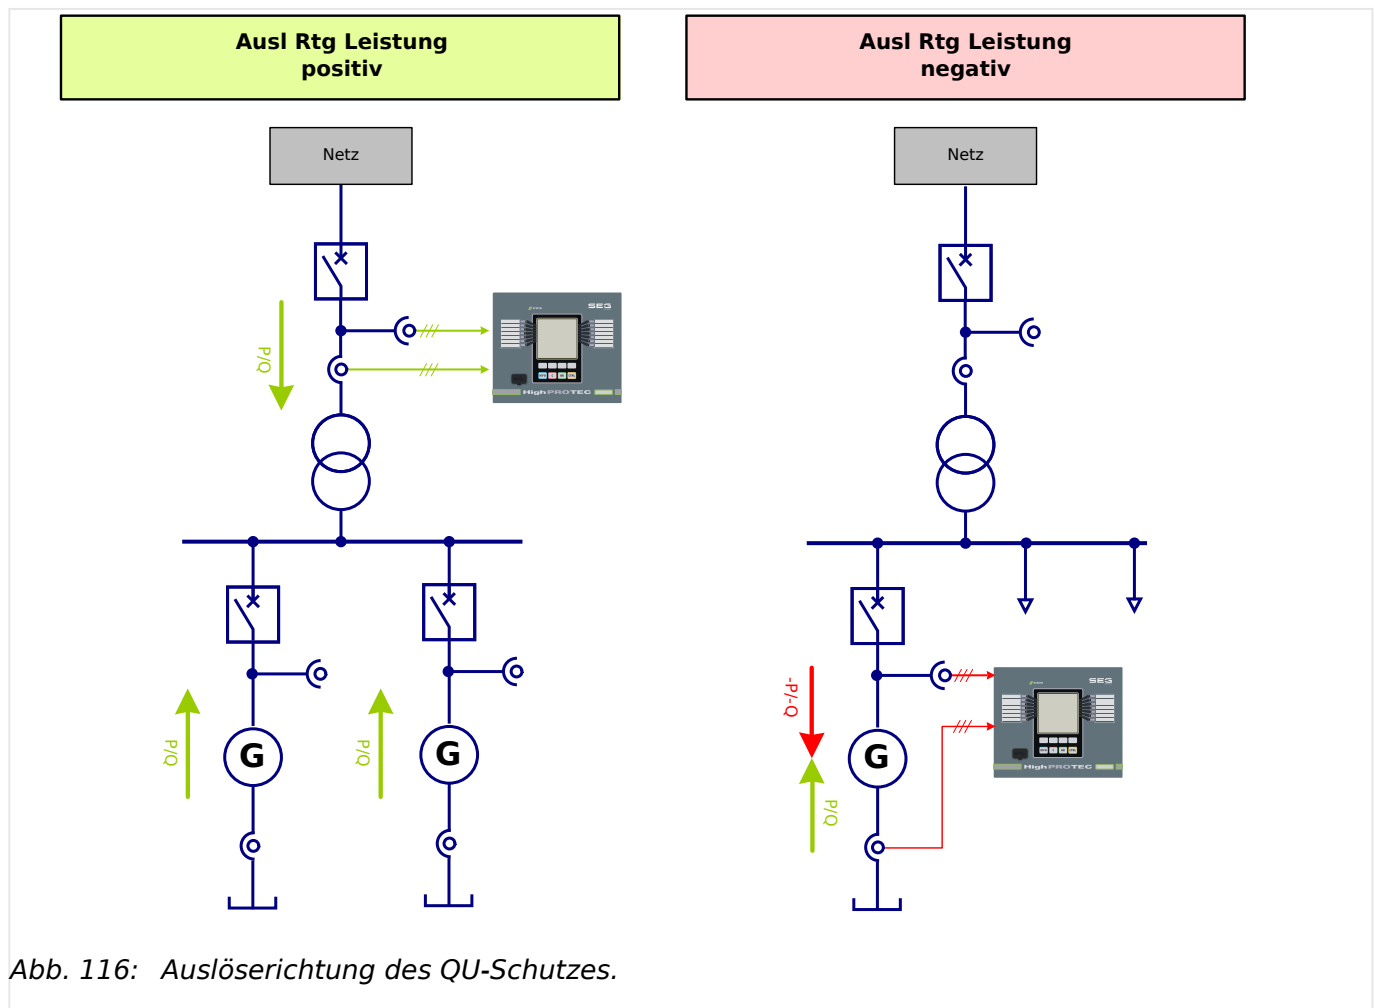 Ausl Rtg Leistung
positiv
Ausl Rtg Leistung
negativ
Netz
Netz
P/Q
SEG
HighPROTEC
P/Q
G
P/Q
G
-P/-Q
P/Q
G
SEG
HighPROTEC
Abb. 116: Auslöserichtung des QU-Schutzes.